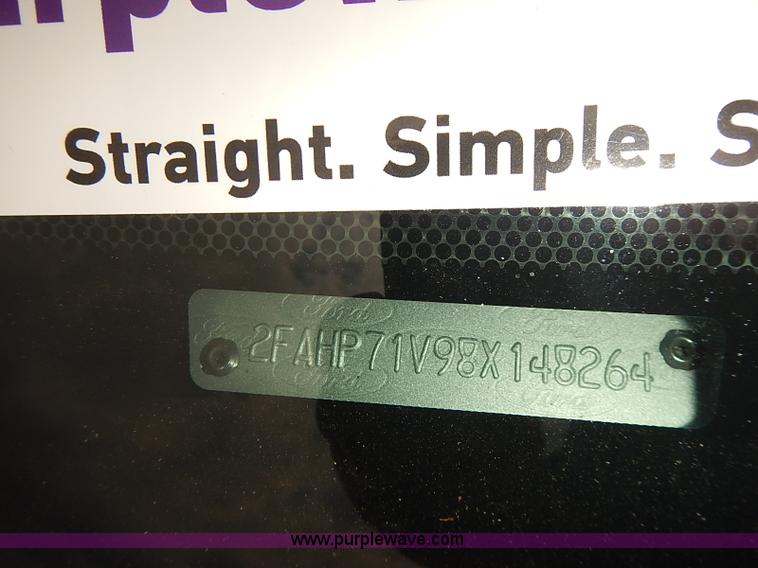 Straight. Simple. S
2FAHP71V98X148264
www.purplewave.com